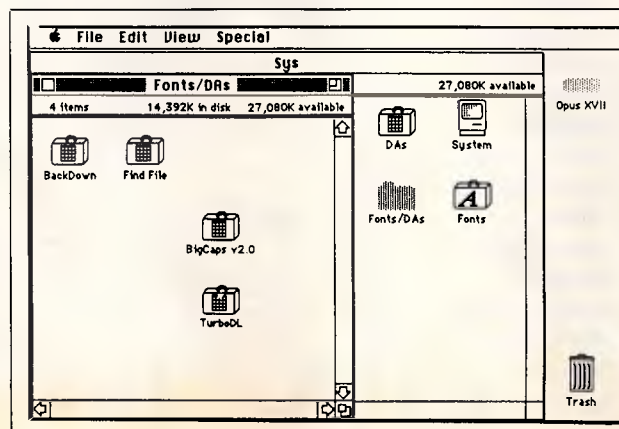 File Edit View Special
Sys
Fonts/DAs
4 items 14,392K in disk 27,080K available
27,080K available
BackDown Find File
BigCaps v2.0
TurboDL
DAs System
Fonts/DAs Fonts
Opus XVII
Trash